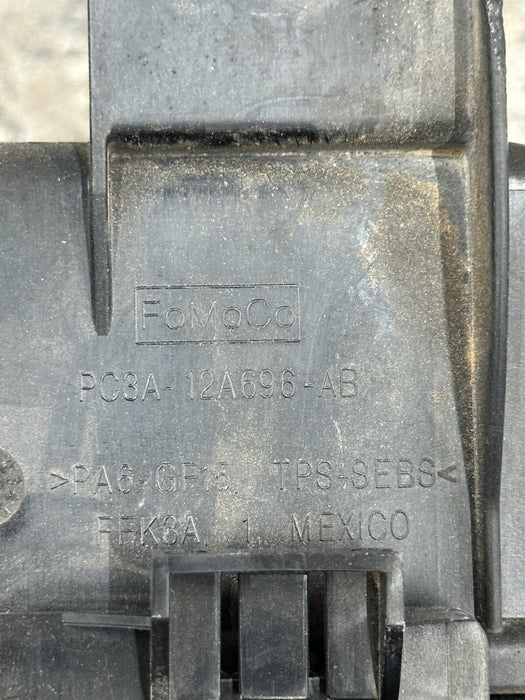 FoMoCo
PC3A-12A696-AB
>PA6-GF15, TPS-SEBS<
FFK3A, 1, MEXICO